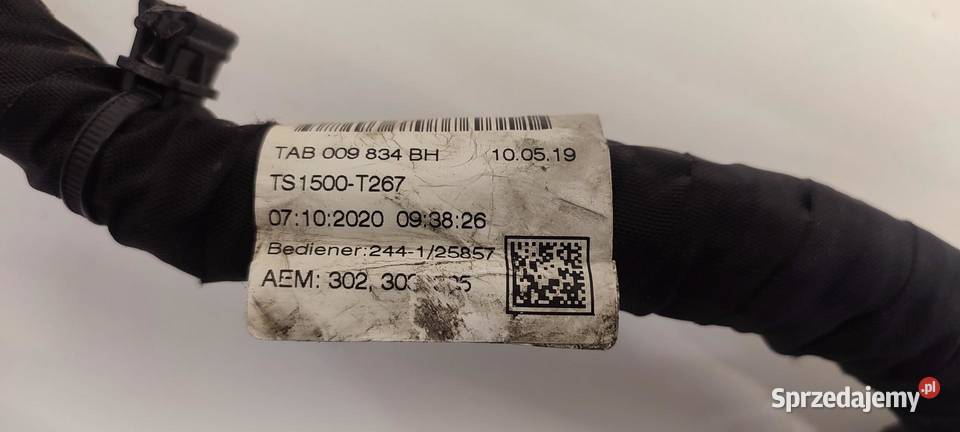 TAB 009 834 BH 10.05.19
TS1500-T267
07:10:2020 09:38:26
Bediener:244-1/25857
AEM: 302,
Sprzedajemy.pl